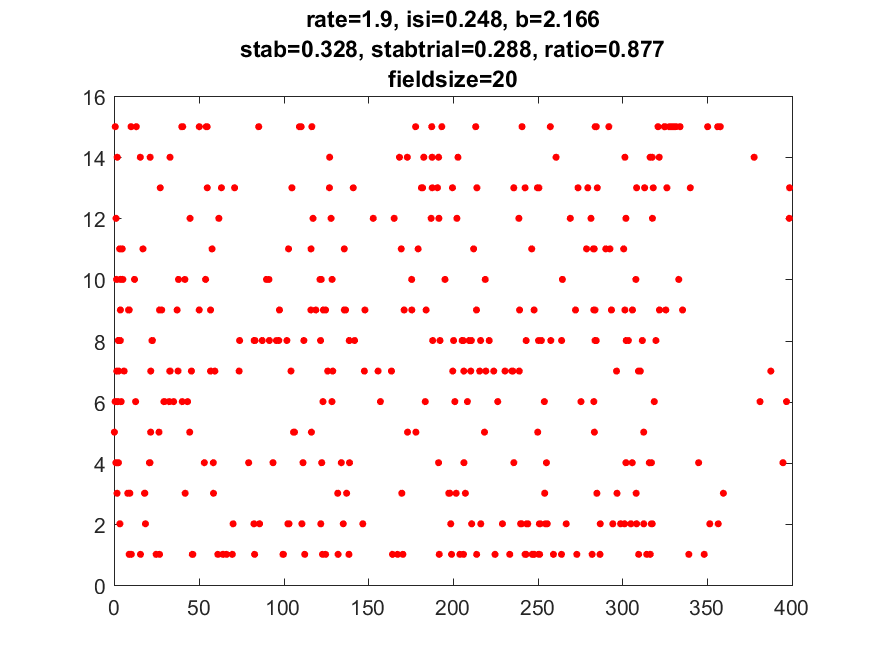 rate=1.9, isi=0.248, b=2.166
stab=0.328, stabtrial=0.288, ratio=0.877
fieldsize=20
16
14
12
10
8
6
4
2
0
0 50 100 150 200 250 300 350 400